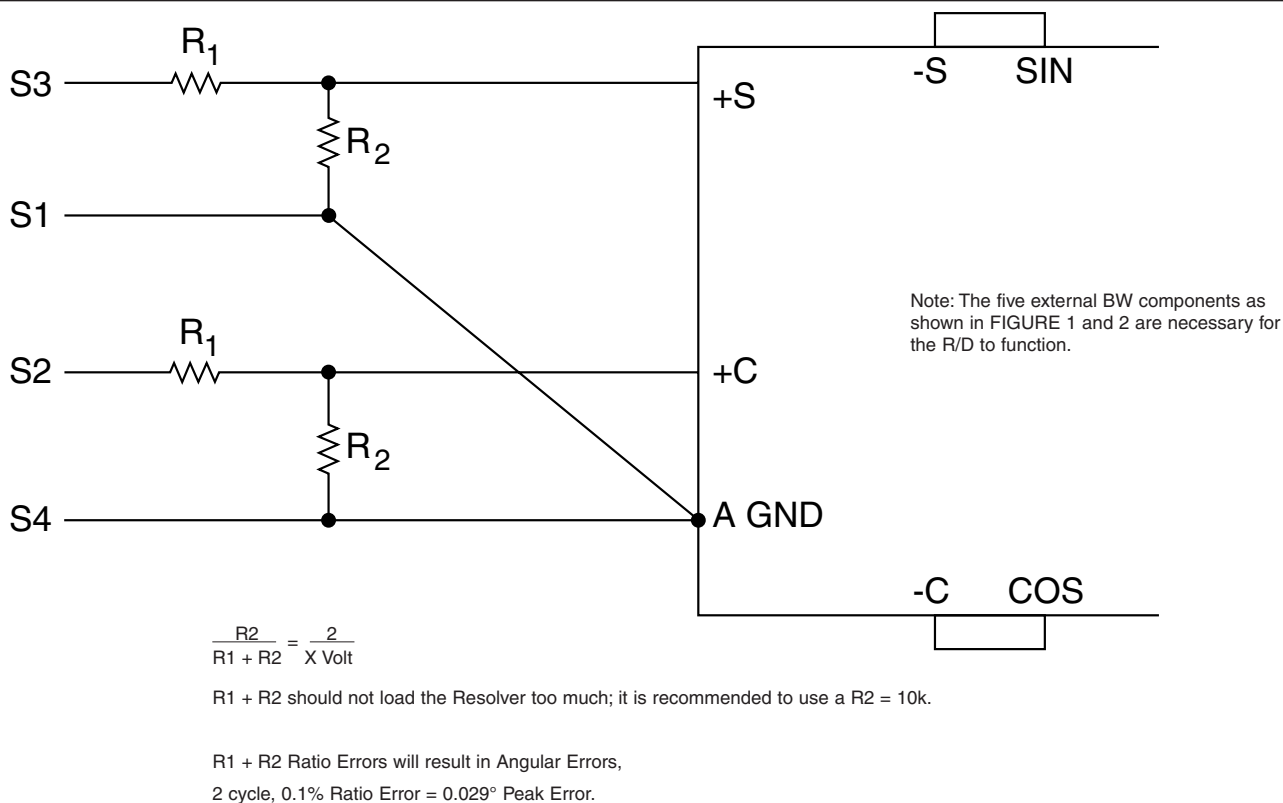 R1
S3
-S SIN
+S
R2
S1
Note: The five external BW components as
shown in FIGURE 1 and 2 are necessary for
the R/D to function.
R1
S2
+C
R2
S4
A GND
-C COS
R2 / R1 + R2 = 2 / X Volt
R1 + R2 should not load the Resolver too much; it is recommended to use a R2 = 10k.
R1 + R2 Ratio Errors will result in Angular Errors,
2 cycle, 0.1% Ratio Error = 0.029° Peak Error.